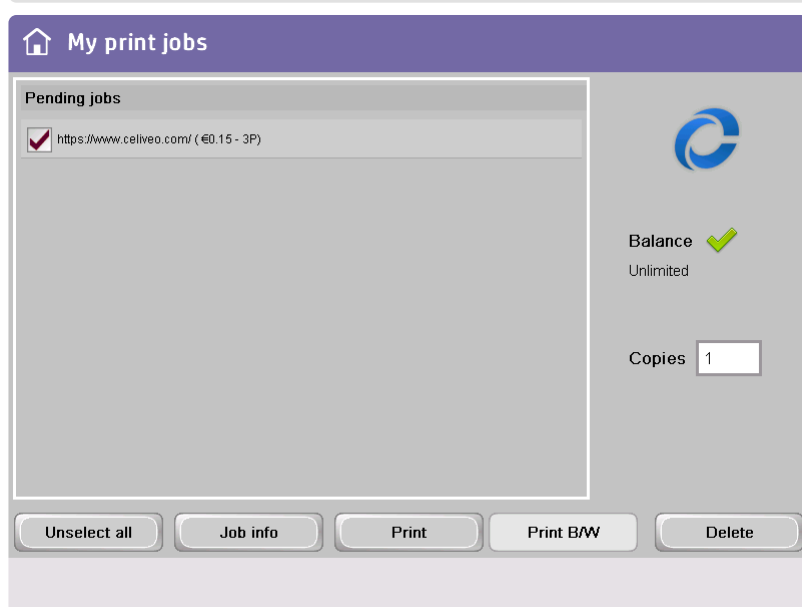 My print jobs
Pending jobs
https://www.celiveo.com/ ( €0.15 - 3P)
Balance
Unlimited
Copies 1
Unselect all Job info Print Print B/W Delete